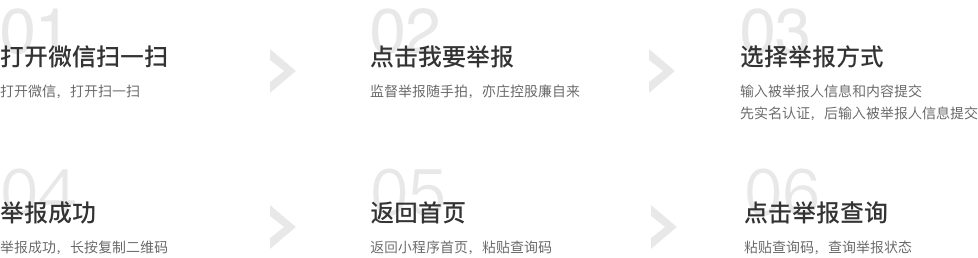 01
打开微信扫一扫
打开微信，打开扫一扫
02
点击我要举报
监督举报随手拍，亦庄控股廉自来
03
选择举报方式
输入被举报人信息和内容提交
先实名认证，后输入被举报人信息提交
04
举报成功
举报成功，长按复制二维码
05
返回首页
返回小程序首页，粘贴查询码
06
点击举报查询
粘贴查询码，查询举报状态